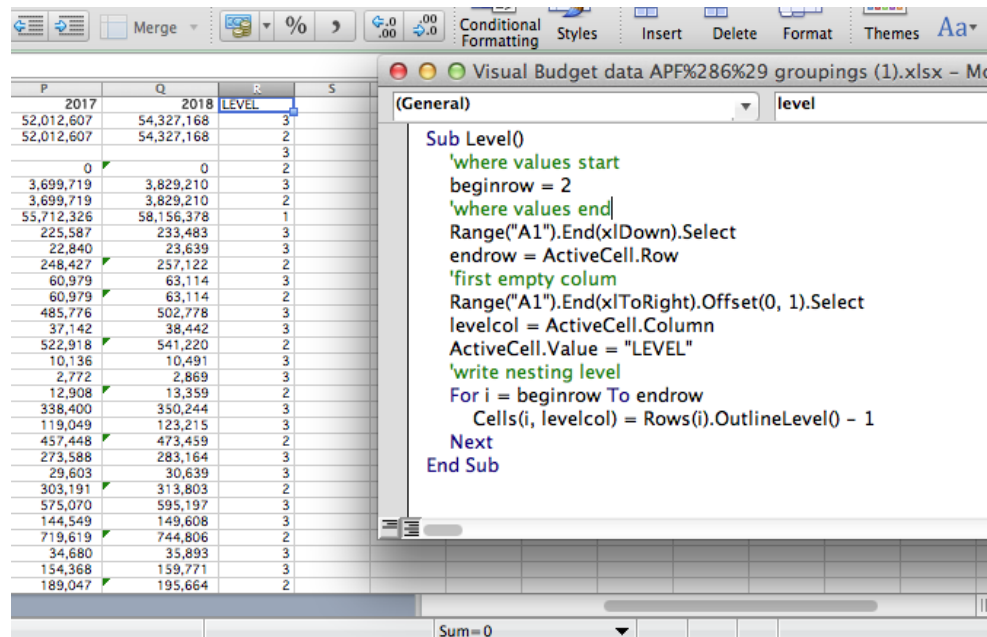 Merge % , .0 .00 .00 .0
Conditional Formatting Styles Insert Delete Format Themes Aa
Visual Budget data APF%286%29 groupings (1).xlsx – Mo
(General) level
P Q R S
2017 2018 LEVEL
52,012,607 54,327,168 3
52,012,607 54,327,168 2
3
0 0 2
3,699,719 3,829,210 3
3,699,719 3,829,210 2
55,712,326 58,156,378 1
225,587 233,483 3
22,840 23,639 3
248,427 257,122 2
60,979 63,114 3
60,979 63,114 2
485,776 502,778 3
37,142 38,442 3
522,918 541,220 2
10,136 10,491 3
2,772 2,869 3
12,908 13,359 2
338,400 350,244 3
119,049 123,215 3
457,448 473,459 2
273,588 283,164 3
29,603 30,639 3
303,191 313,803 2
575,070 595,197 3
144,549 149,608 3
719,619 744,806 2
34,680 35,893 3
154,368 159,771 3
189,047 195,664 2
Sub Level()
'where values start
beginrow = 2
'where values end
Range("A1").End(xlDown).Select
endrow = ActiveCell.Row
'first empty colum
Range("A1").End(xlToRight).Offset(0, 1).Select
levelcol = ActiveCell.Column
ActiveCell.Value = "LEVEL"
'write nesting level
For i = beginrow To endrow
Cells(i, levelcol) = Rows(i).OutlineLevel() - 1
Next
End Sub
Sum=0